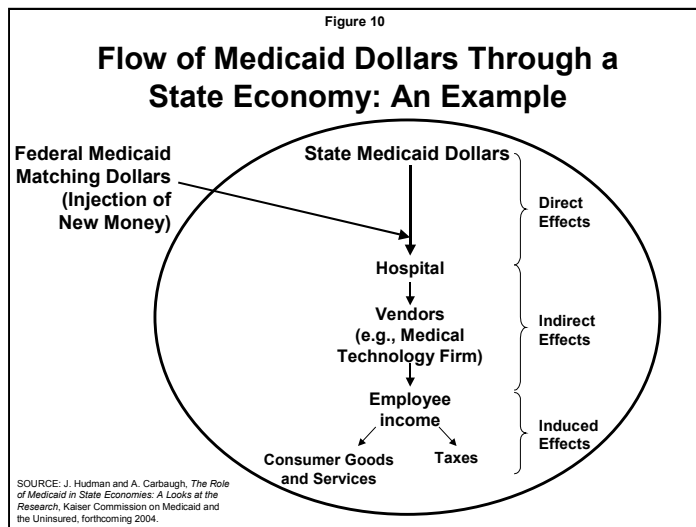 Figure 10
Flow of Medicaid Dollars Through a
State Economy: An Example
Federal Medicaid
Matching Dollars
(Injection of
New Money)
State Medicaid Dollars
Direct
Effects
Hospital
Vendors
(e.g., Medical
Technology Firm)
Indirect
Effects
Employee
income
Induced
Effects
Consumer Goods
and Services
Taxes
SOURCE: J. Hudman and A. Carbaugh, The Role
of Medicaid in State Economies: A Looks at the
Research, Kaiser Commission on Medicaid and
the Uninsured, forthcoming 2004.